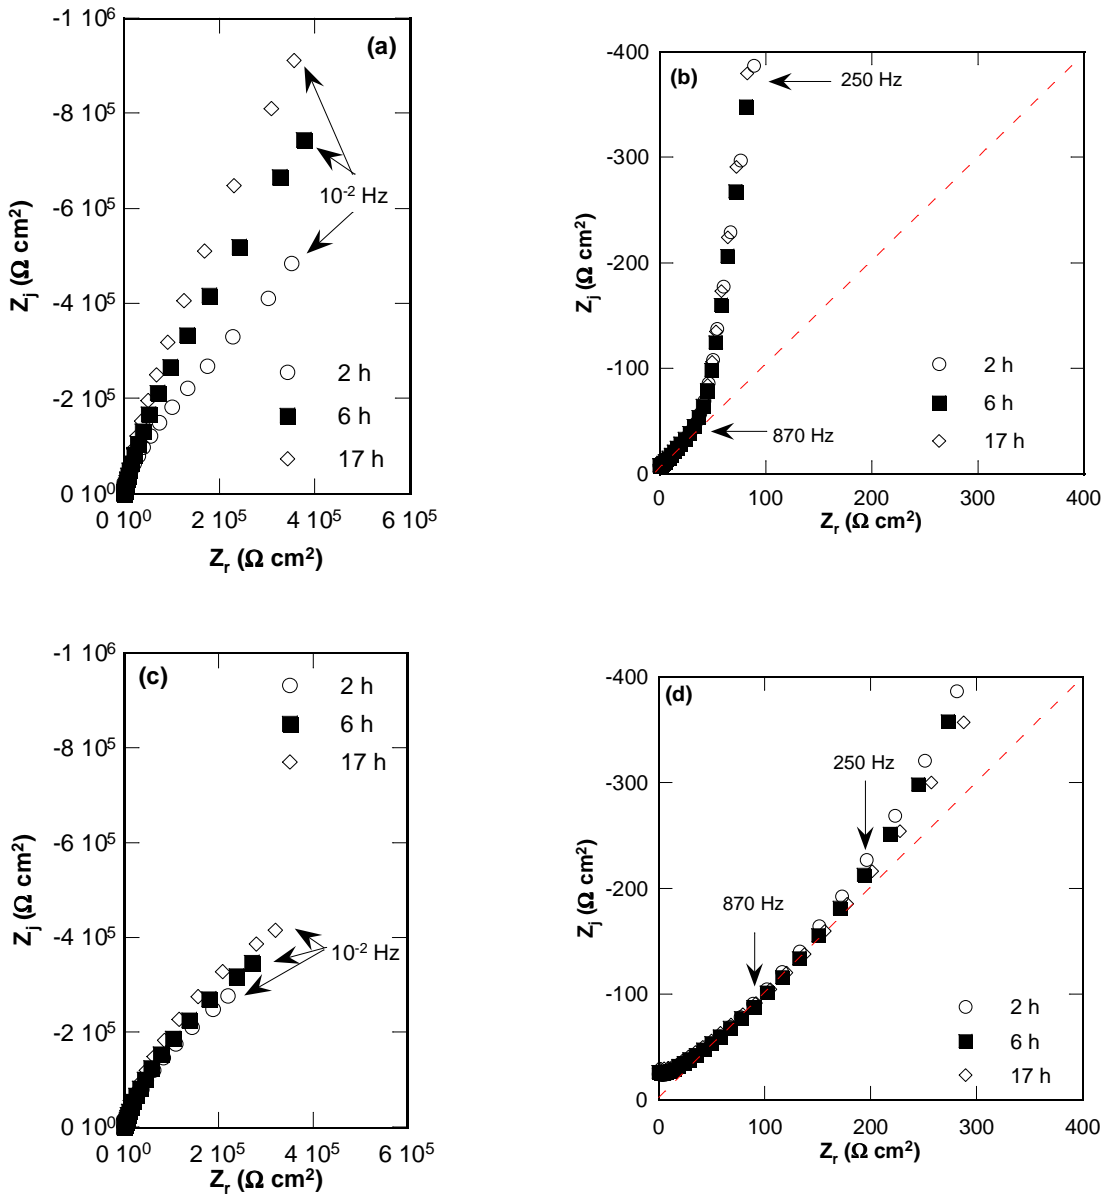 (a)
-1 10⁶
-8 10⁵
-6 10⁵
-4 10⁵
-2 10⁵
0 10⁰
Zⱼ (Ω cm²)
10⁻² Hz
2 h
6 h
17 h
0 10⁰ 2 10⁵ 4 10⁵ 6 10⁵
Zᵣ (Ω cm²)
(b)
-400
-300
-200
-100
0
Zⱼ (Ω cm²)
250 Hz
870 Hz
2 h
6 h
17 h
0 100 200 300 400
Zᵣ (Ω cm²)
(c)
-1 10⁶
-8 10⁵
-6 10⁵
-4 10⁵
-2 10⁵
0 10⁰
Zⱼ (Ω cm²)
2 h
6 h
17 h
10⁻² Hz
0 10⁰ 2 10⁵ 4 10⁵ 6 10⁵
Zᵣ (Ω cm²)
(d)
-400
-300
-200
-100
0
Zⱼ (Ω cm²)
250 Hz
870 Hz
2 h
6 h
17 h
0 100 200 300 400
Zᵣ (Ω cm²)